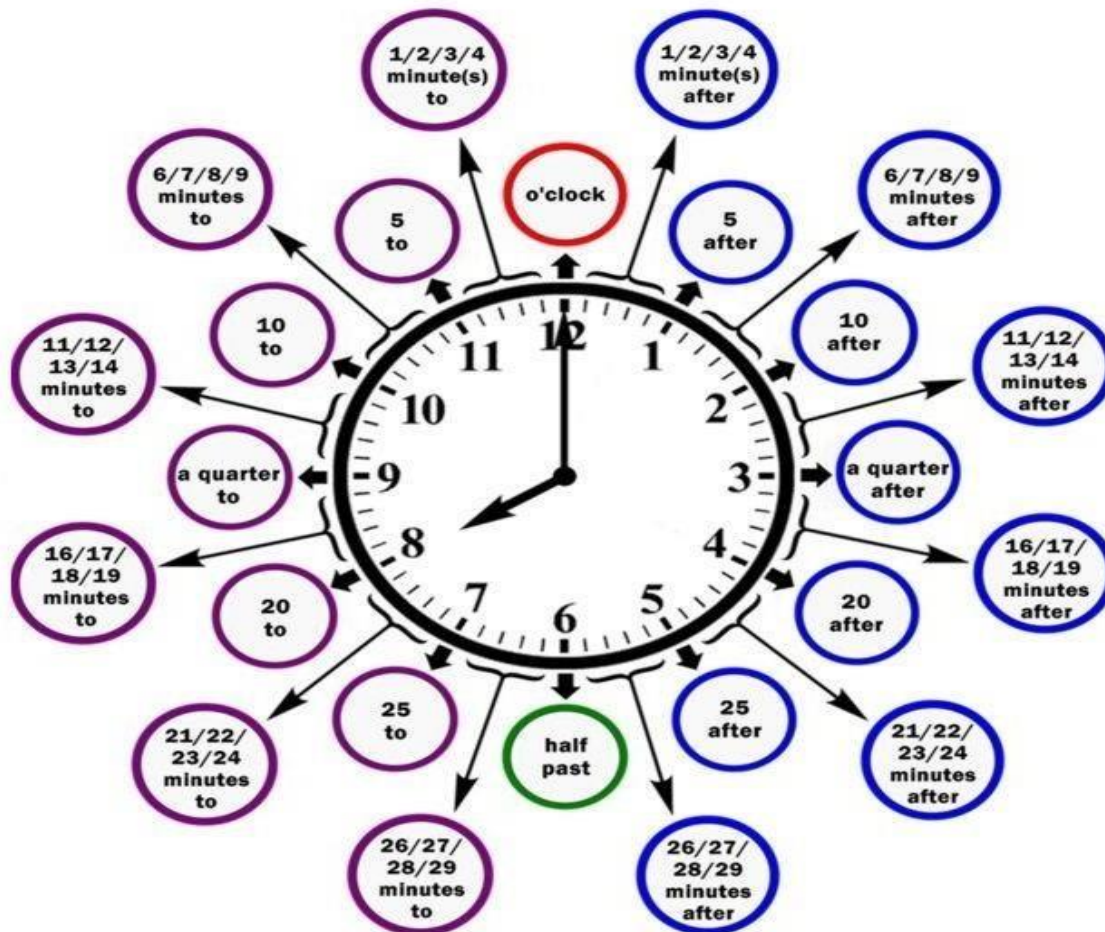 1/2/3/4
minute(s)
to
1/2/3/4
minute(s)
after
6/7/8/9
minutes
to
5
to
o'clock
5
after
6/7/8/9
minutes
after
10
to
10
after
11/12/
13/14
minutes
to
11/12/
13/14
minutes
after
a quarter
to
a quarter
after
16/17/
18/19
minutes
to
16/17/
18/19
minutes
after
20
to
20
after
25
to
25
after
half
past
21/22/
23/24
minutes
to
21/22/
23/24
minutes
after
26/27/
28/29
minutes
to
26/27/
28/29
minutes
after
12
1
2
3
4
5
6
7
8
9
10
11